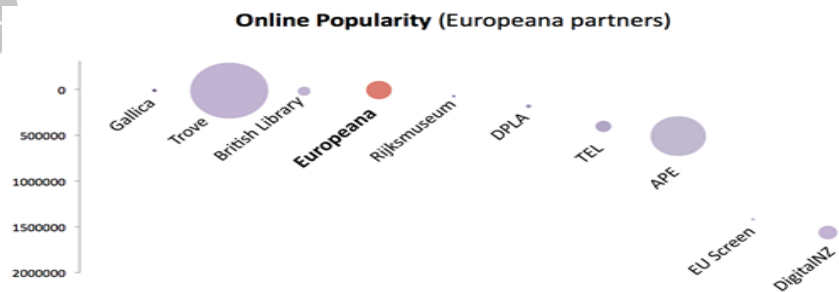 Online Popularity (Europeana partners)
0
500000
1000000
1500000
2000000
Gallica
Trove
British Library
Europeana
Rijksmuseum
DPLA
TEL
APE
EU Screen
DigitalNZ